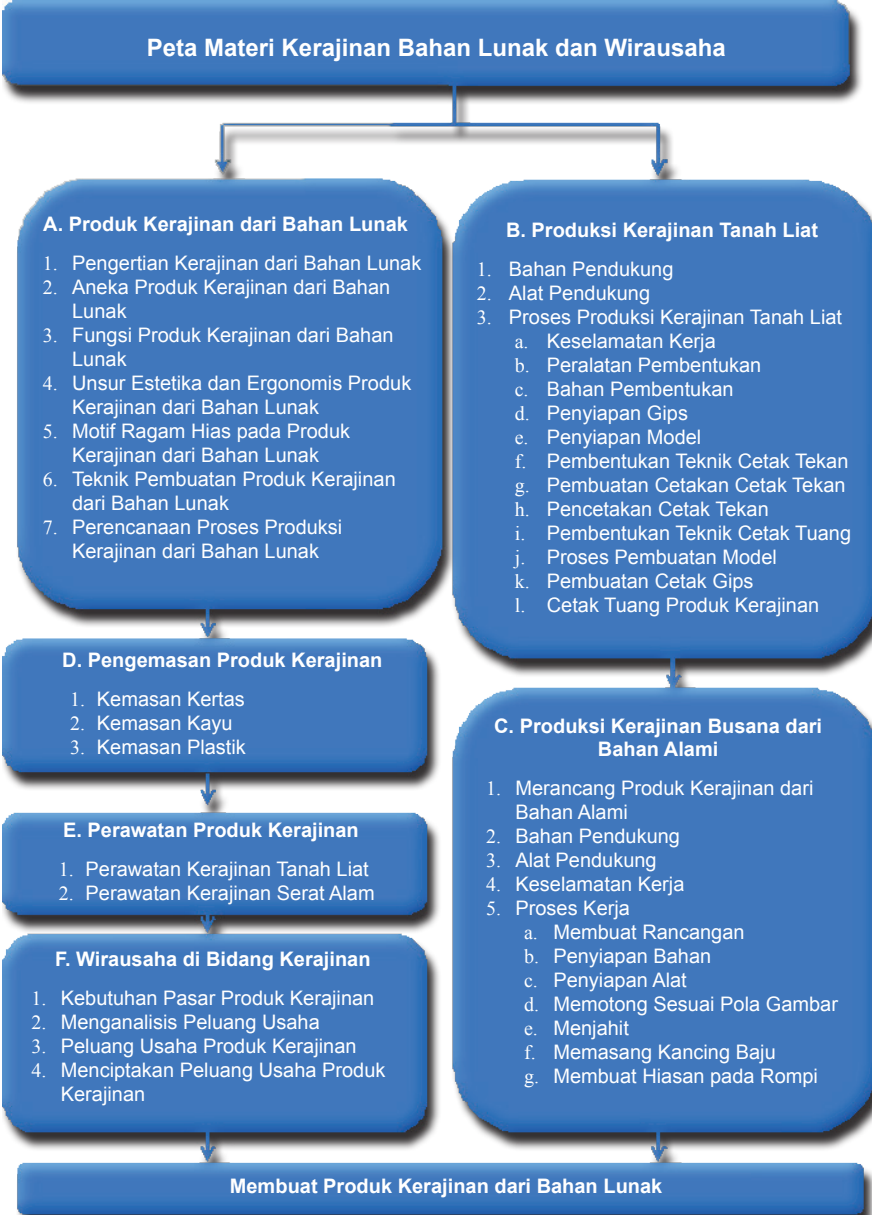 Peta Materi Kerajinan Bahan Lunak dan Wirausaha
A. Produk Kerajinan dari Bahan Lunak
1. Pengertian Kerajinan dari Bahan Lunak
2. Aneka Produk Kerajinan dari Bahan
Lunak
3. Fungsi Produk Kerajinan dari Bahan
Lunak
4. Unsur Estetika dan Ergonomis Produk
Kerajinan dari Bahan Lunak
5. Motif Ragam Hias pada Produk
Kerajinan dari Bahan Lunak
6. Teknik Pembuatan Produk Kerajinan
dari Bahan Lunak
7. Perencanaan Proses Produksi
Kerajinan dari Bahan Lunak
B. Produksi Kerajinan Tanah Liat
1. Bahan Pendukung
2. Alat Pendukung
3. Proses Produksi Kerajinan Tanah Liat
a. Keselamatan Kerja
b. Peralatan Pembentukan
c. Bahan Pembentukan
d. Penyiapan Gips
e. Penyiapan Model
f. Pembentukan Teknik Cetak Tekan
g. Pembuatan Cetakan Cetak Tekan
h. Pencetakan Cetak Tekan
i. Pembentukan Teknik Cetak Tuang
j. Proses Pembuatan Model
k. Pembuatan Cetak Gips
l. Cetak Tuang Produk Kerajinan
C. Produksi Kerajinan Busana dari
Bahan Alami
1. Merancang Produk Kerajinan dari
Bahan Alami
2. Bahan Pendukung
3. Alat Pendukung
4. Keselamatan Kerja
5. Proses Kerja
a. Membuat Rancangan
b. Penyiapan Bahan
c. Penyiapan Alat
d. Memotong Sesuai Pola Gambar
e. Menjahit
f. Memasang Kancing Baju
g. Membuat Hiasan pada Rompi
D. Pengemasan Produk Kerajinan
1. Kemasan Kertas
2. Kemasan Kayu
3. Kemasan Plastik
E. Perawatan Produk Kerajinan
1. Perawatan Kerajinan Tanah Liat
2. Perawatan Kerajinan Serat Alam
F. Wirausaha di Bidang Kerajinan
1. Kebutuhan Pasar Produk Kerajinan
2. Menganalisis Peluang Usaha
3. Peluang Usaha Produk Kerajinan
4. Menciptakan Peluang Usaha Produk
Kerajinan
Membuat Produk Kerajinan dari Bahan Lunak